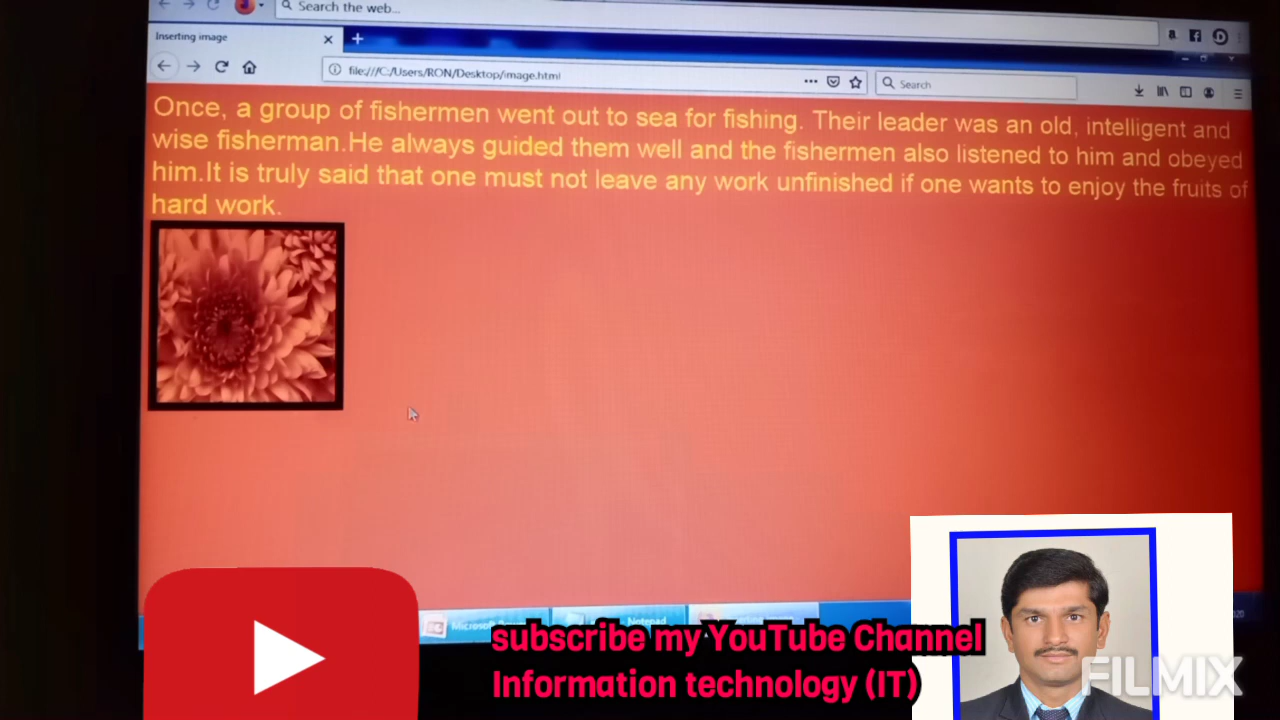 Search the web...
Inserting image
file:///C:/Users/RON/Desktop/image.html
Search
Once, a group of fishermen went out to sea for fishing. Their leader was an old, intelligent and
wise fisherman.He always guided them well and the fishermen also listened to him and obeyed
him.It is truly said that one must not leave any work unfinished if one wants to enjoy the fruits of
hard work.
Notepad
subscribe my YouTube Channel
Information technology (IT)
FILMIX